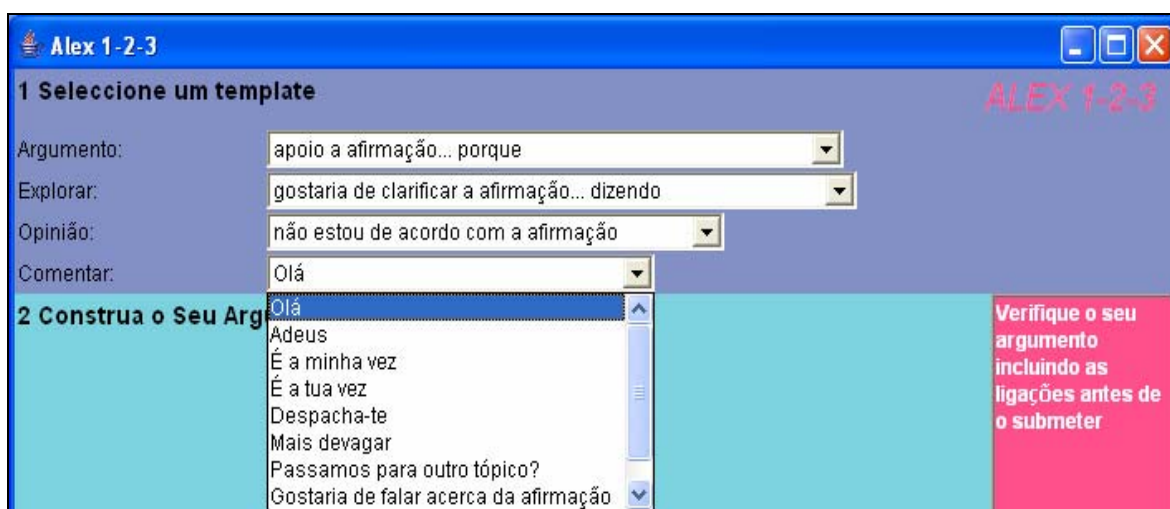 Alex 1-2-3
1 Seleccione um template
ALEX 1-2-3
Argumento: apoio a afirmação... porque
Explorar: gostaria de clarificar a afirmação... dizendo
Opinião: não estou de acordo com a afirmação
Comentar: Olá
2 Construa o Seu Arg
Olá
Adeus
É a minha vez
É a tua vez
Despacha-te
Mais devagar
Passamos para outro tópico?
Gostaria de falar acerca da afirmação
Verifique o seu
argumento
incluindo as
ligações antes de
o submeter